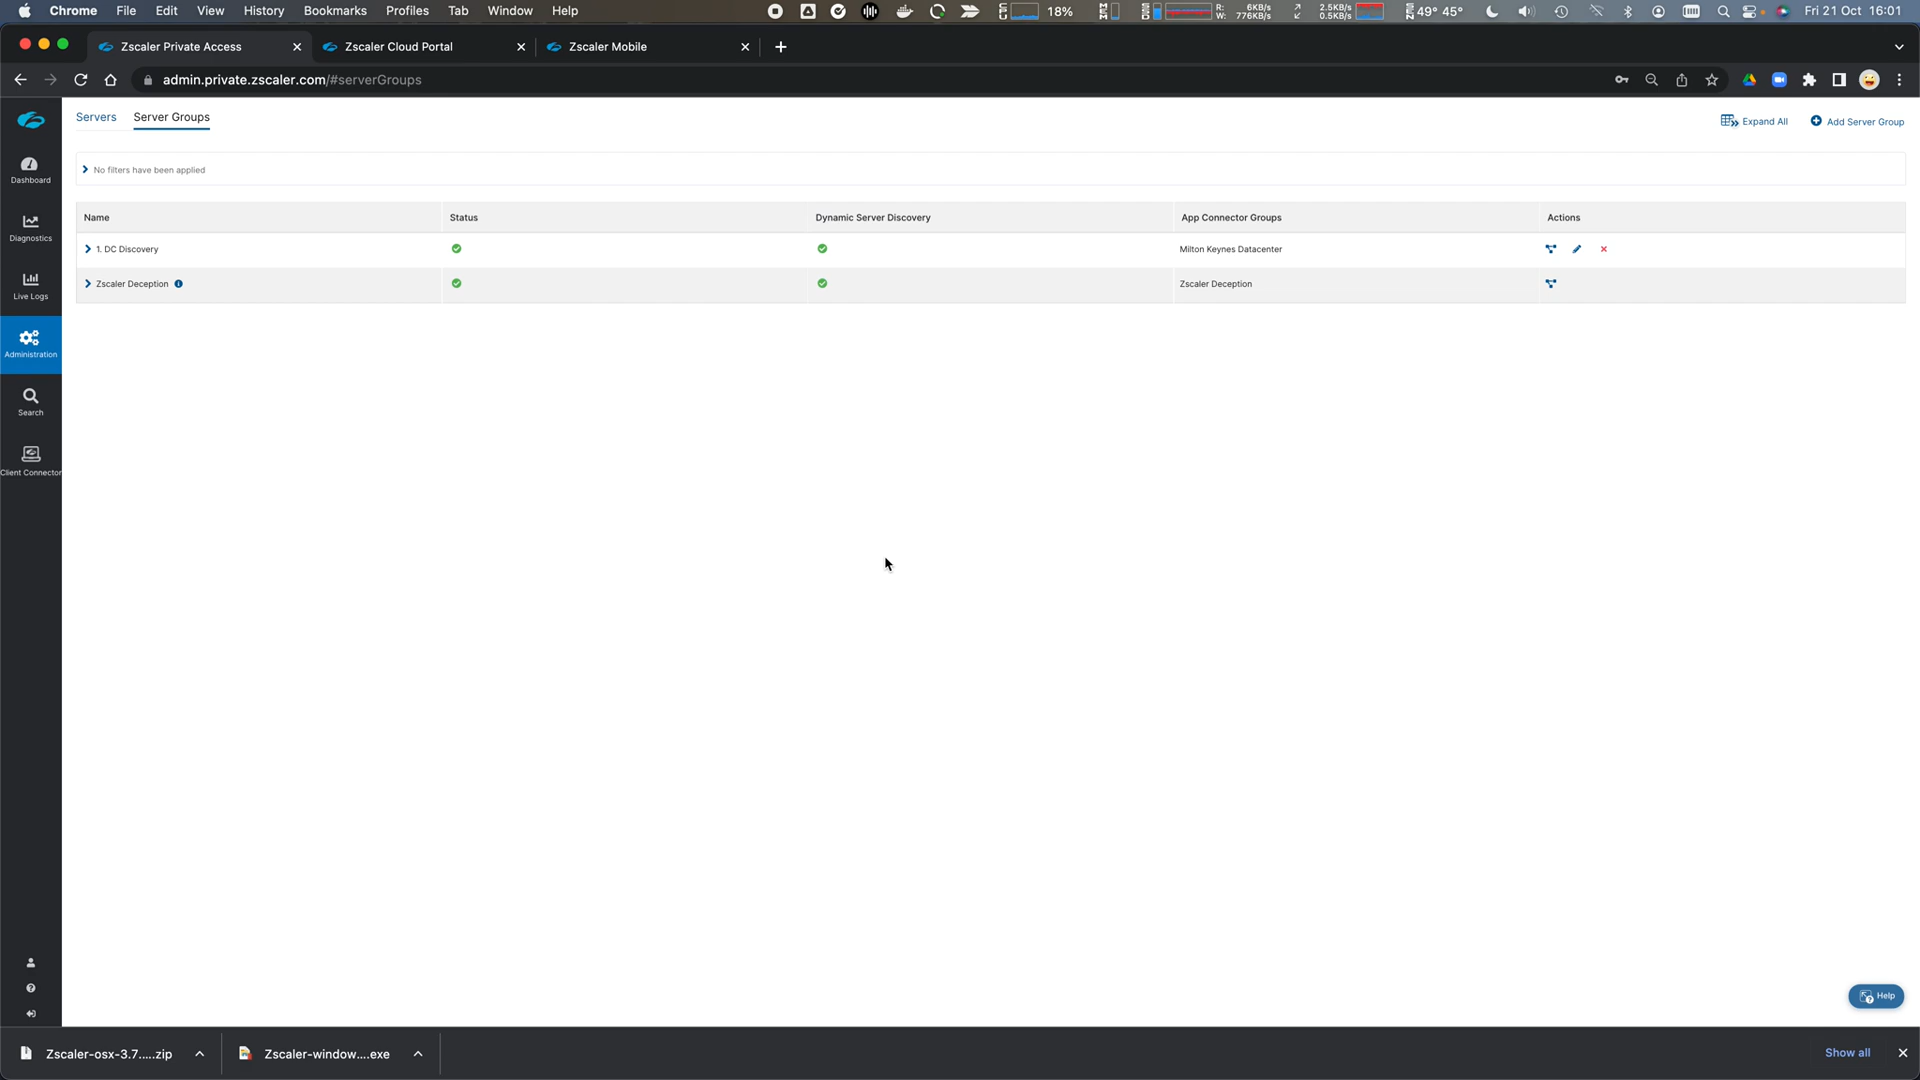 Chrome File Edit View History Bookmarks Profiles Tab Window Help 18% R: 6KB/s W: 776KB/s 2.5KB/s 0.5KB/s 49° 45° Fri 21 Oct 16:01
Zscaler Private Access Zscaler Cloud Portal Zscaler Mobile
admin.private.zscaler.com/#serverGroups
Servers Server Groups Expand All Add Server Group
No filters have been applied
Dashboard
Name Status Dynamic Server Discovery App Connector Groups Actions
Diagnostics
1. DC Discovery Milton Keynes Datacenter
Zscaler Deception Zscaler Deception
Live Logs
Administration
Search
Client Connector
Help
Zscaler-osx-3.7.....zip Zscaler-window....exe Show all